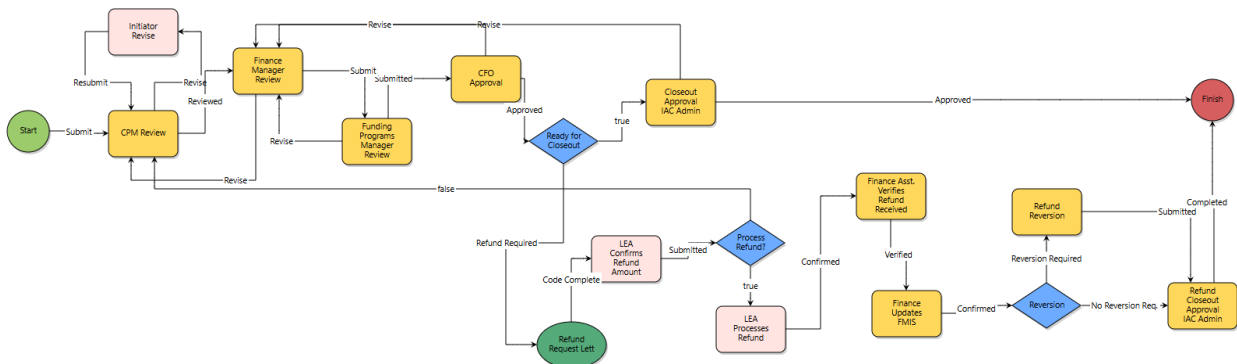 Initiator
Revise
Revise
Revise
Finance
Manager
Review
CFO
Approval
Resubmit
Revise
Submit
Submitted
Closeout
Approval
IAC Admin
Reviewed
Approved
Approved
Finish
true
Start
Submit
CPM Review
Funding
Programs
Manager
Review
Revise
Ready for
Closeout
Revise
false
Finance Asst.
Verifies
Refund
Received
Refund
Reversion
Submitted
Completed
Refund Required
LEA
Confirms
Refund
Amount
Submitted
Process
Refund?
Confirmed
Verified
Reversion Required
Code Complete
true
Finance
Updates
FMIS
Confirmed
Reversion
No Reversion Req.
Refund
Closeout
Approval
IAC Admin
LEA
Processes
Refund
Refund
Request Lett